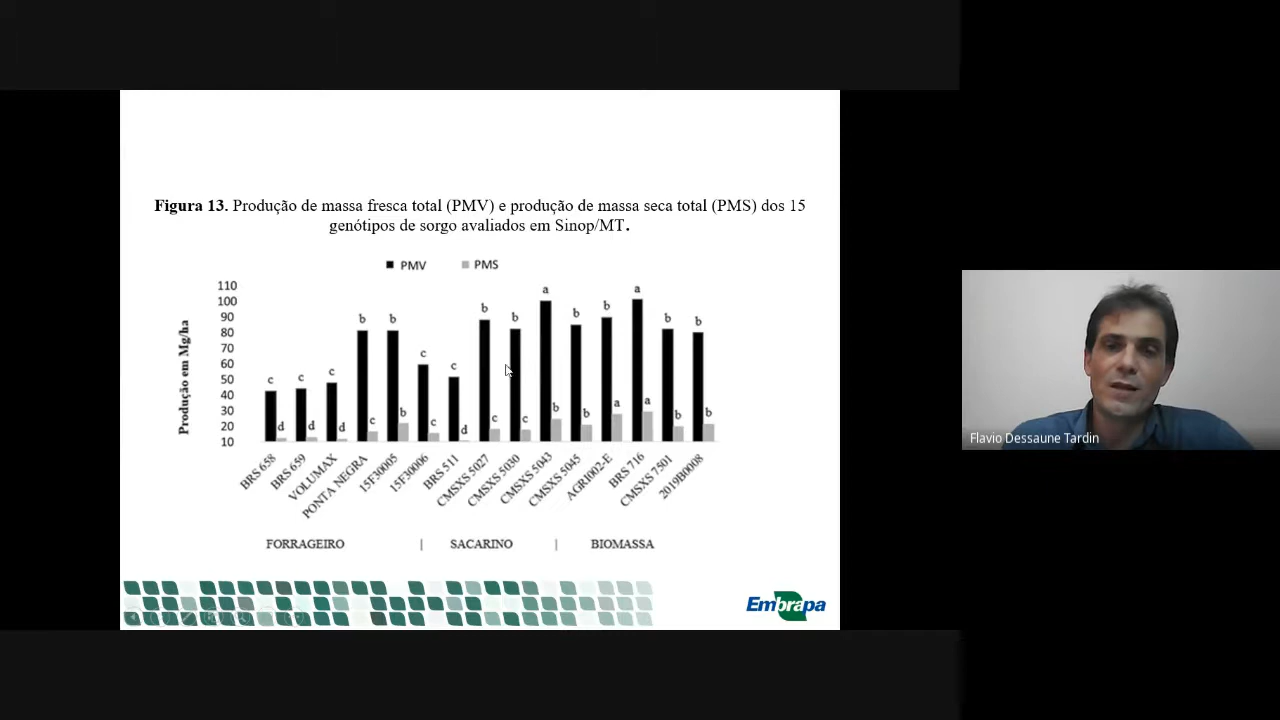 Figura 13. Produção de massa fresca total (PMV) e produção de massa seca total (PMS) dos 15
genótipos de sorgo avaliados em Sinop/MT.
PMV PMS
Produção em Mg/ha
110
100
90
80
70
60
50
40
30
20
10
c c c b b c c b b a b b a b b
d d d c b c d c c b b a a b b
BRS 658
BRS 659
VOLUMAX
PONTA NEGRA
15F30005
15F30006
BRS 511
CMSXS 5027
CMSXS 5030
CMSXS 5043
CMSXS 5045
AGRI002-E
BRS 716
CMSXS 7501
2019B0008
FORRAGEIRO | SACARINO | BIOMASSA
Embrapa
Flavio Dessaune Tardin